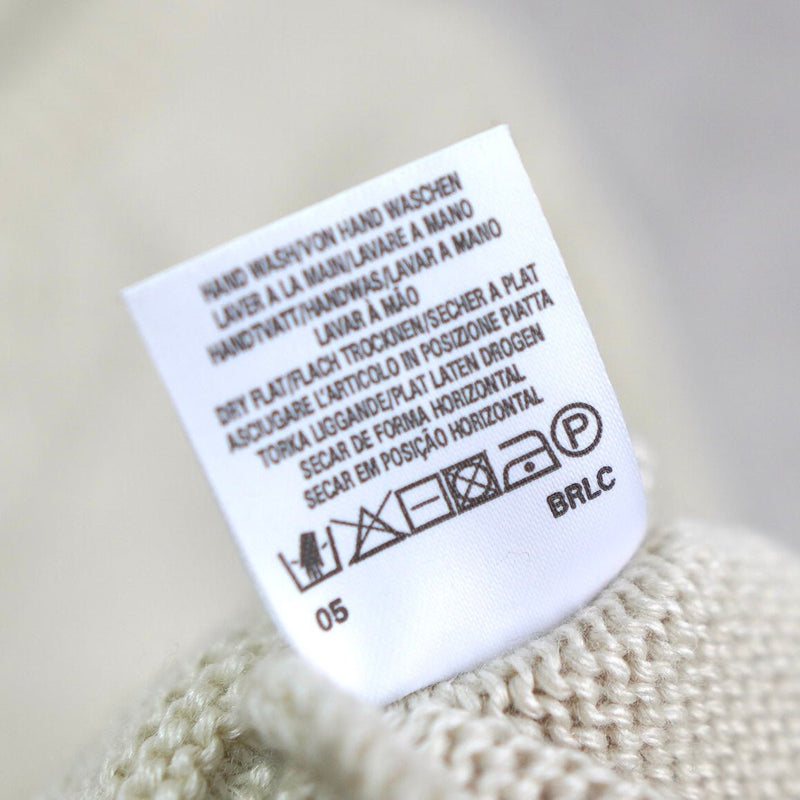 HAND WASH/VON HAND WASCHEN
LAVER A LA MAIN/LAVARE A MANO
HANDTVATT/HANDWAS/LAVAR A MANO
LAVAR À MÃO
DRY FLAT/FLACH TROCKNEN/SECHER A PLAT
ASCIUGARE L'ARTICOLO IN POSIZIONE PIATTA
TORKA LIGGANDE/PLAT LATEN DROGEN
SECAR DE FORMA HORIZONTAL
SECAR EM POSIÇÃO HORIZONTAL
P
05 BRLC